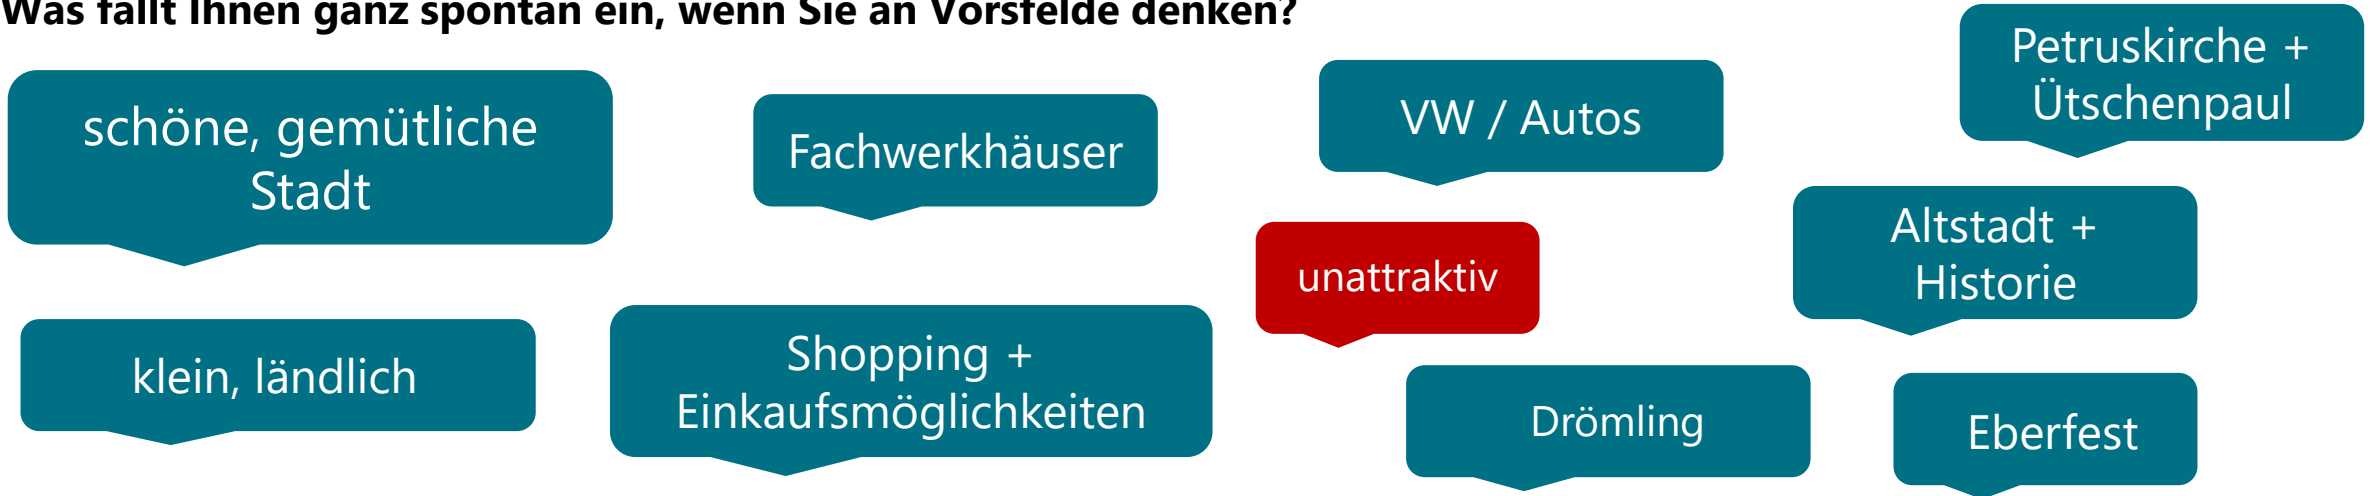 Was fällt Ihnen ganz spontan ein, wenn Sie an Vorsfelde denken?
schöne, gemütliche
Stadt
Fachwerkhäuser
VW / Autos
Petruskirche +
Ütschenpaul
klein, ländlich
Shopping +
Einkaufsmöglichkeiten
unattraktiv
Altstadt +
Historie
Drömling
Eberfest